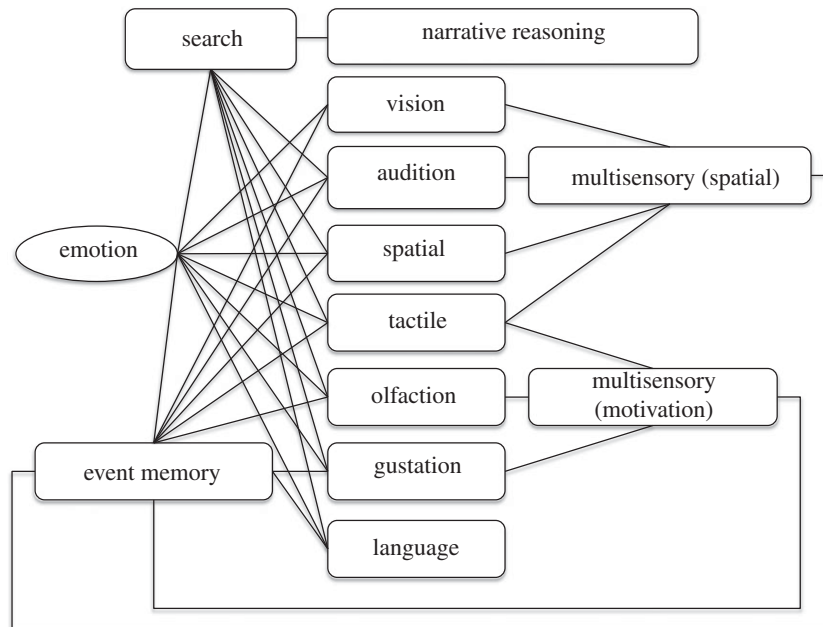 search
narrative reasoning
vision
audition
multisensory (spatial)
emotion
spatial
tactile
olfaction
multisensory
(motivation)
event memory
gustation
language